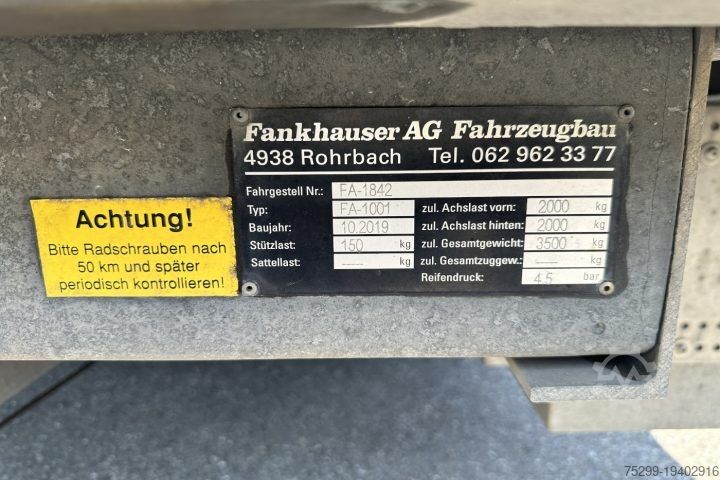 Fankhauser AG Fahrzeugbau
4938 Rohrbach Tel. 062 962 33 77
Fahrgestell Nr.: FA-1842
Typ: FA-1001 zul. Achslast vorn: 2000 kg
Baujahr: 10.2019 zul. Achslast hinten: 2000 kg
Stützlast: 150 kg zul. Gesamtgewicht: 3500 kg
Sattellast: ---- kg zul. Gesamtzuggew.: ---- kg
Reifendruck: 4.5 bar
Achtung!
Bitte Radschrauben nach
50 km und später
periodisch kontrollieren!
75299-19402916